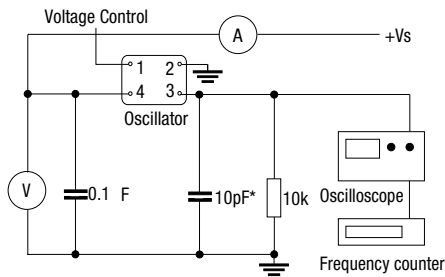 Voltage Control
A
+Vs
1 2
4 3
Oscillator
V
0.1 F
10pF*
10k
Oscilloscope
Frequency counter